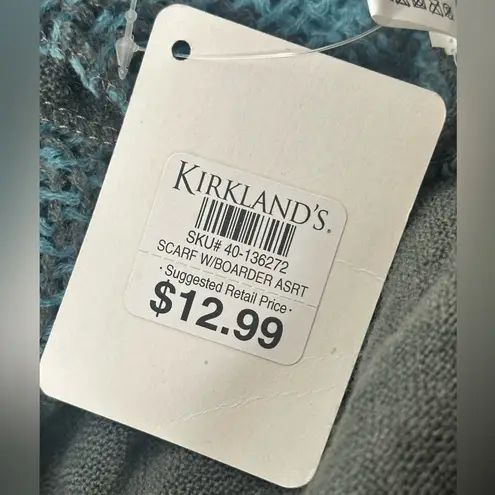 KIRKLAND'S®
SKU# 40-136272
SCARF W/BOARDER ASRT
· Suggested Retail Price ·
$12.99